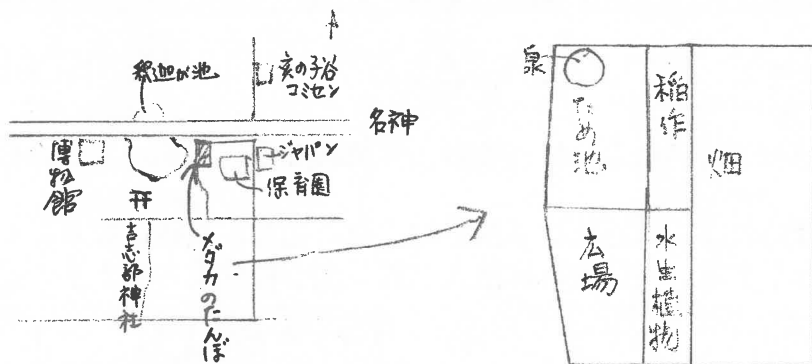 釈迦が池
亥の子谷
コミセン
名神
博物館
ジャパン
保育園
吉志部神社
メダカのたんぼ
泉
ため池
稲作
畑
広場
水生植物